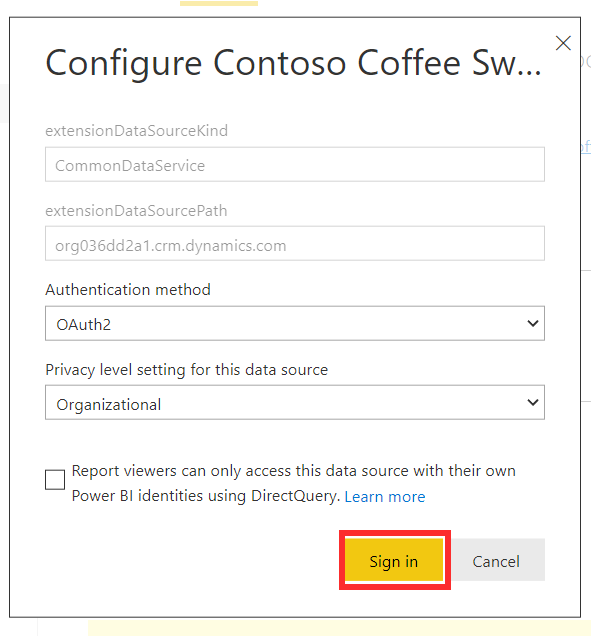 Configure Contoso Coffee Sw...
extensionDataSourceKind
CommonDataService
extensionDataSourcePath
org036dd2a1.crm.dynamics.com
Authentication method
OAuth2
Privacy level setting for this data source
Organizational
Report viewers can only access this data source with their own
Power BI identities using DirectQuery. Learn more
Sign in
Cancel